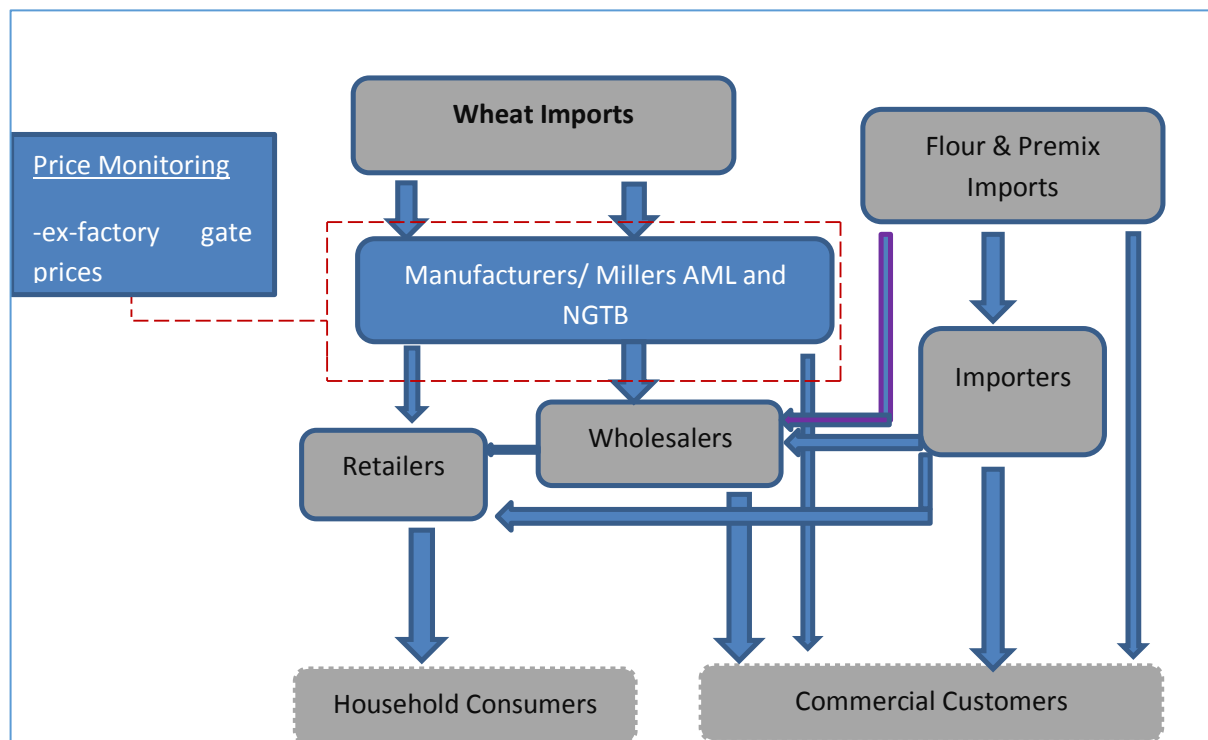 Wheat Imports
Flour & Premix
Imports
Price Monitoring
-ex-factory gate
prices
Manufacturers/ Millers AML and
NGTB
Importers
Wholesalers
Retailers
Household Consumers
Commercial Customers